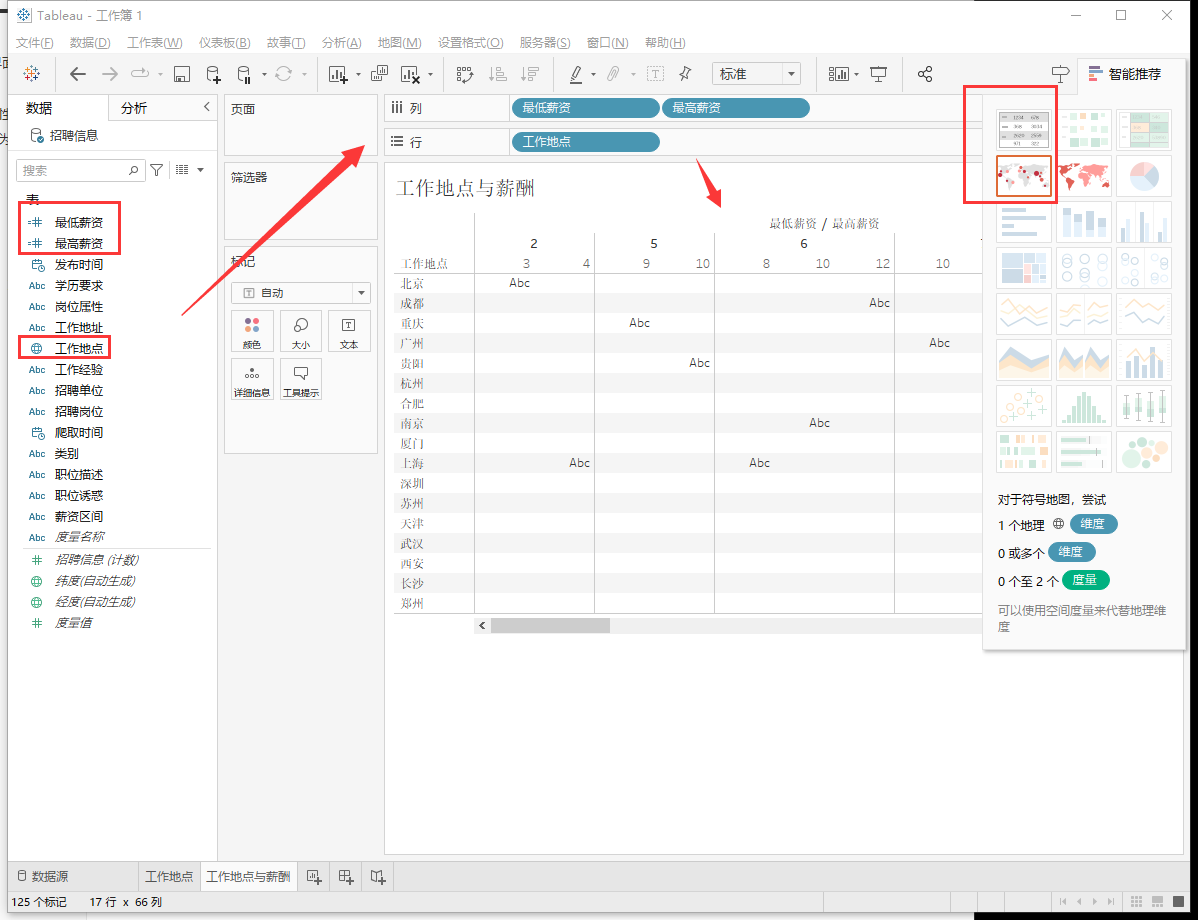 Tableau - 工作簿 1
文件(F) 数据(D) 工作表(W) 仪表板(B) 故事(T) 分析(A) 地图(M) 设置格式(O) 服务器(S) 窗口(N) 帮助(H)
标准
智能推荐
数据 分析
招聘信息
搜索
表
最低薪资
最高薪资
发布时间
Abc 学历要求
Abc 岗位属性
Abc 工作地址
工作地点
Abc 工作经验
Abc 招聘单位
Abc 招聘岗位
爬取时间
Abc 类别
Abc 职位描述
Abc 职位诱惑
Abc 薪资区间
Abc 度量名称
招聘信息 (计数)
纬度(自动生成)
经度(自动生成)
度量值
页面
筛选器
标记
自动
颜色 大小 文本
详细信息 工具提示
列 最低薪资 最高薪资
行 工作地点
工作地点与薪酬
最低薪资 / 最高薪资
2 5 6
工作地点 3 4 9 10 8 10 12 10
北京 Abc
成都 Abc
重庆 Abc
广州 Abc
贵阳 Abc
杭州
合肥
南京 Abc
厦门
上海 Abc Abc
深圳
苏州
天津
武汉
西安
长沙
郑州
对于符号地图，尝试
1 个地理 维度
0 或多个 维度
0 个至 2 个 度量
可以使用空间度量来代替地理维
度
数据源 工作地点 工作地点与薪酬
125 个标记 17 行 x 66 列